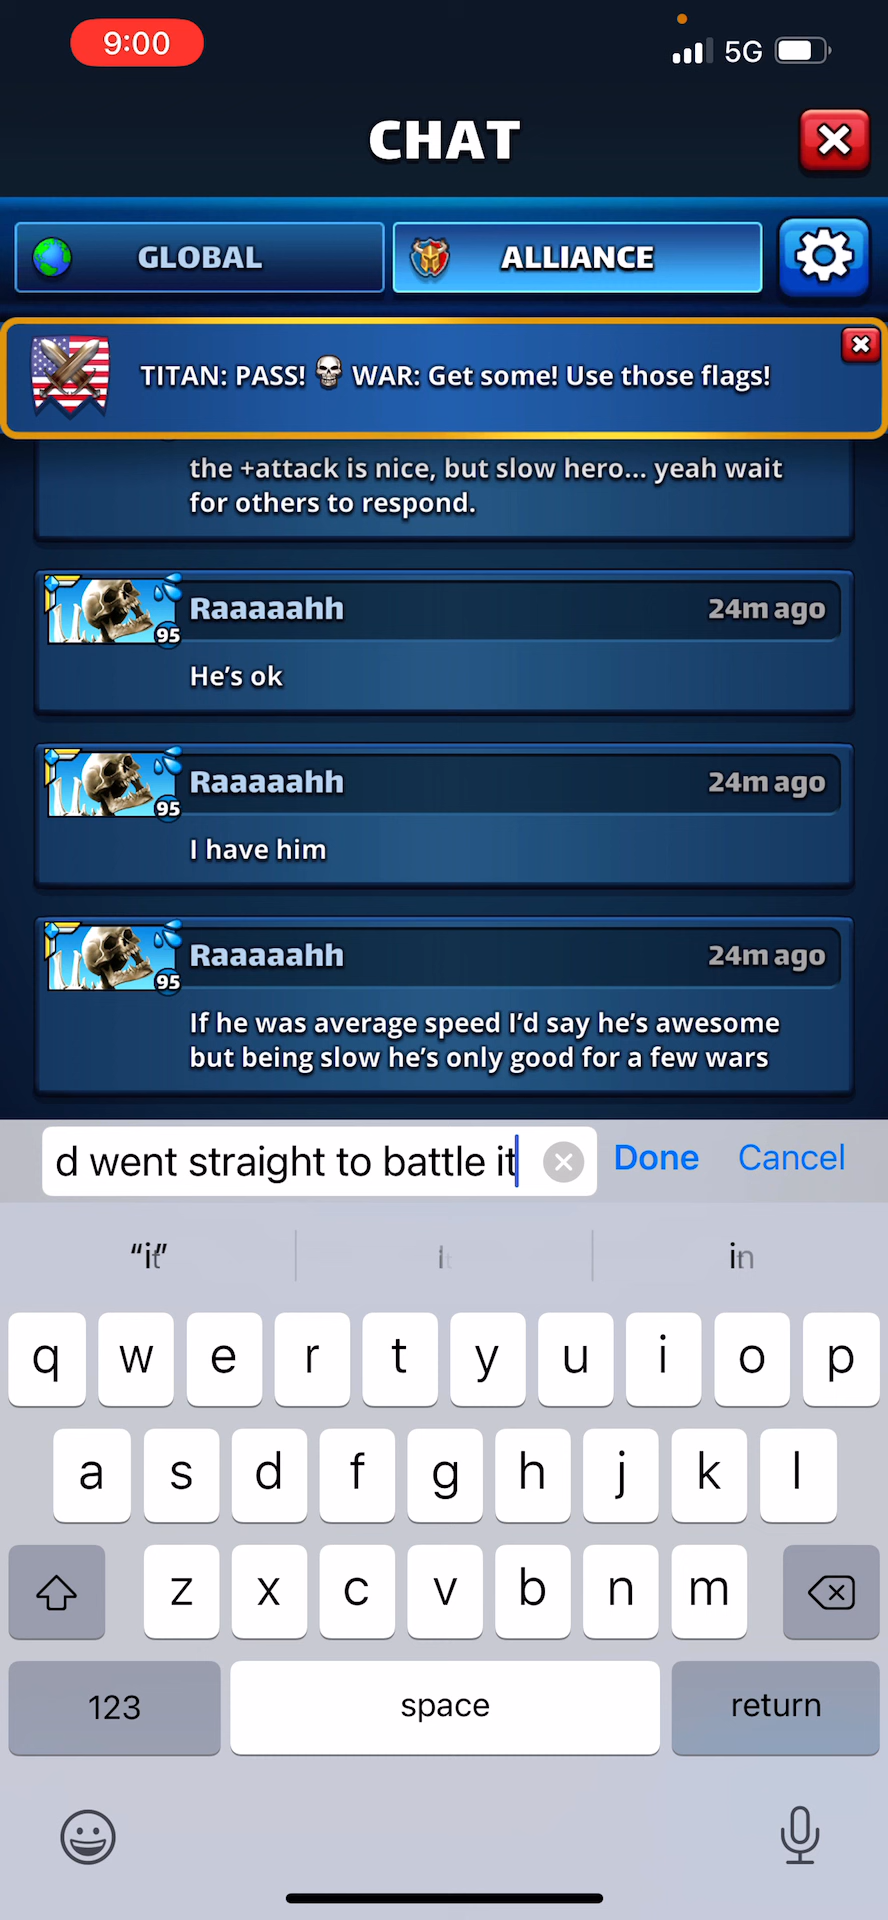 9:00
5G
CHAT
GLOBAL
ALLIANCE
TITAN: PASS! 💀 WAR: Get some! Use those flags!
the +attack is nice, but slow hero... yeah wait
for others to respond.
Raaaaahh
24m ago
95
He's ok
Raaaaahh
24m ago
95
I have him
Raaaaahh
24m ago
95
If he was average speed I'd say he's awesome
but being slow he's only good for a few wars
d went straight to battle it
Done
Cancel
“it”
it
in
q w e r t y u i o p
a s d f g h j k l
z x c v b n m
123
space
return